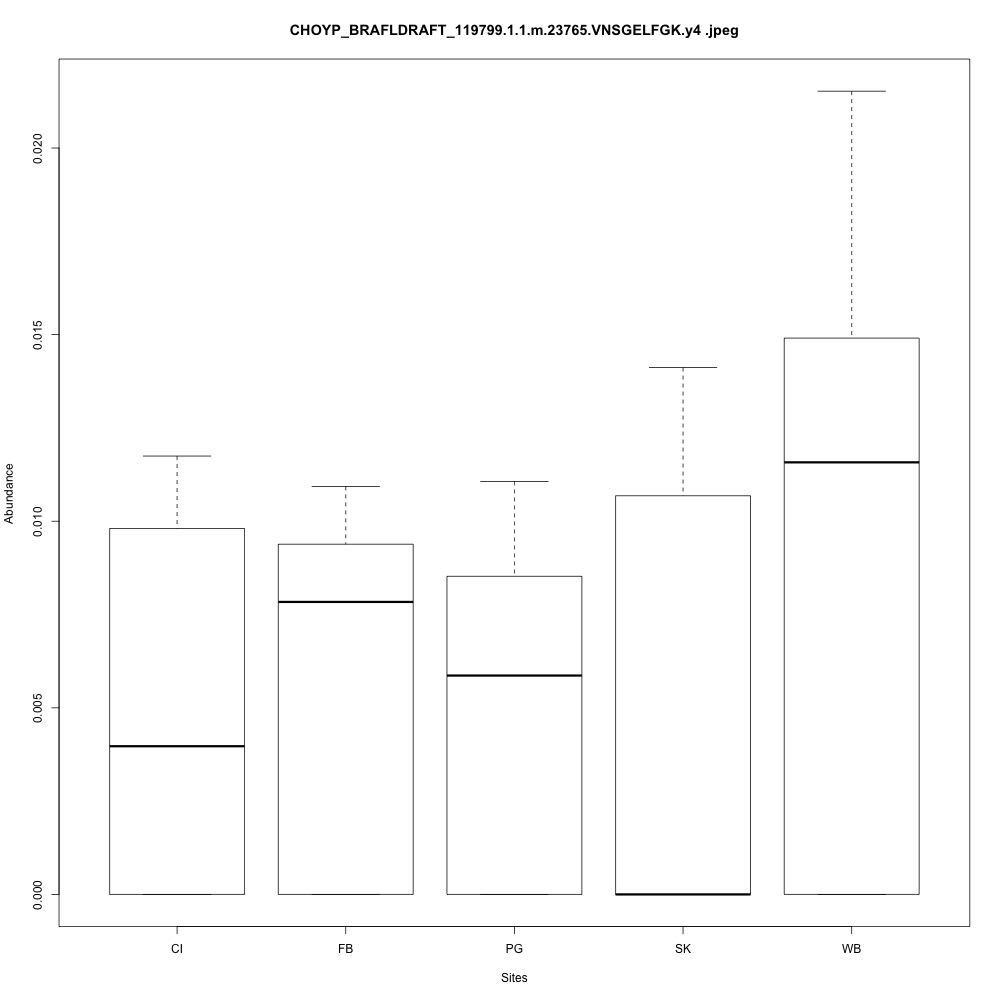 CHOYP_BRAFLDRAFT_119799.1.1.m.23765.VNSGELFGK.y4 .jpeg
Abundance
0.020
0.015
0.010
0.005
0.000
CI FB PG SK WB
Sites